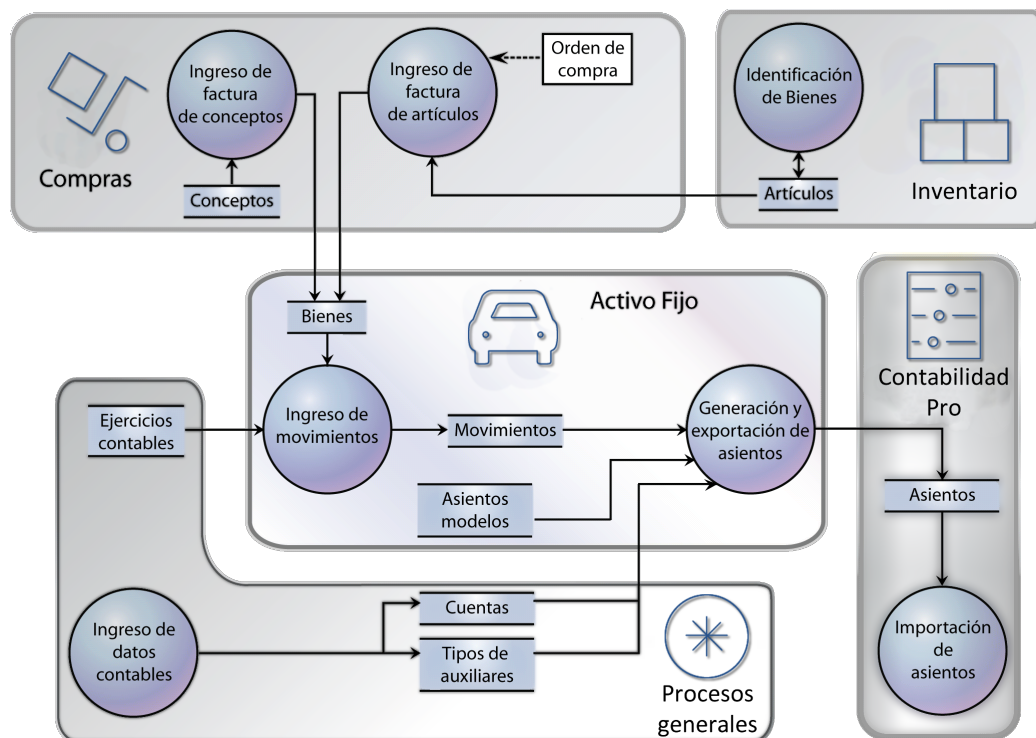 Ingreso de
factura
de conceptos
Ingreso de
factura
de artículos
Orden de
compra
Compras
Conceptos
Identificación
de Bienes
Artículos
Inventario
Bienes
Activo Fijo
Ejercicios
contables
Ingreso de
movimientos
Movimientos
Asientos
modelos
Generación y
exportación de
asientos
Contabilidad
Pro
Asientos
Importación
de
asientos
Ingreso de
datos
contables
Cuentas
Tipos de
auxiliares
Procesos
generales